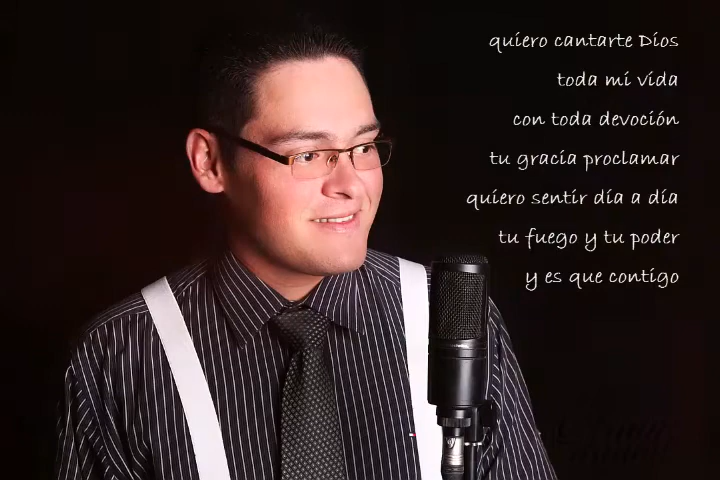 quiero cantarte Dios
toda mi vida
con toda devoción
tu gracia proclamar
quiero sentir día a día
tu fuego y tu poder
y es que contigo